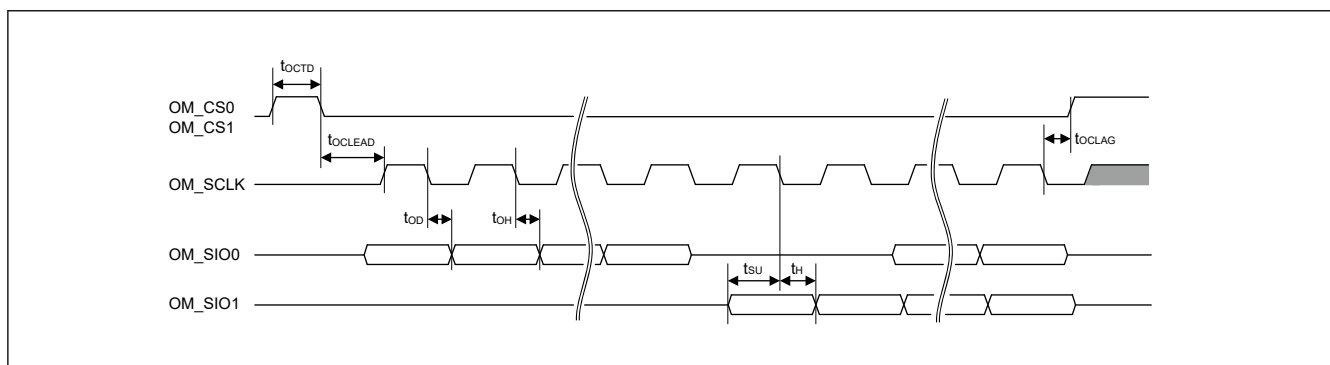 tOCTD
OM_CS0
OM_CS1
tOCLEAD
tOCLAG
OM_SCLK
tOD
tOH
OM_SIO0
tSU
tH
OM_SIO1